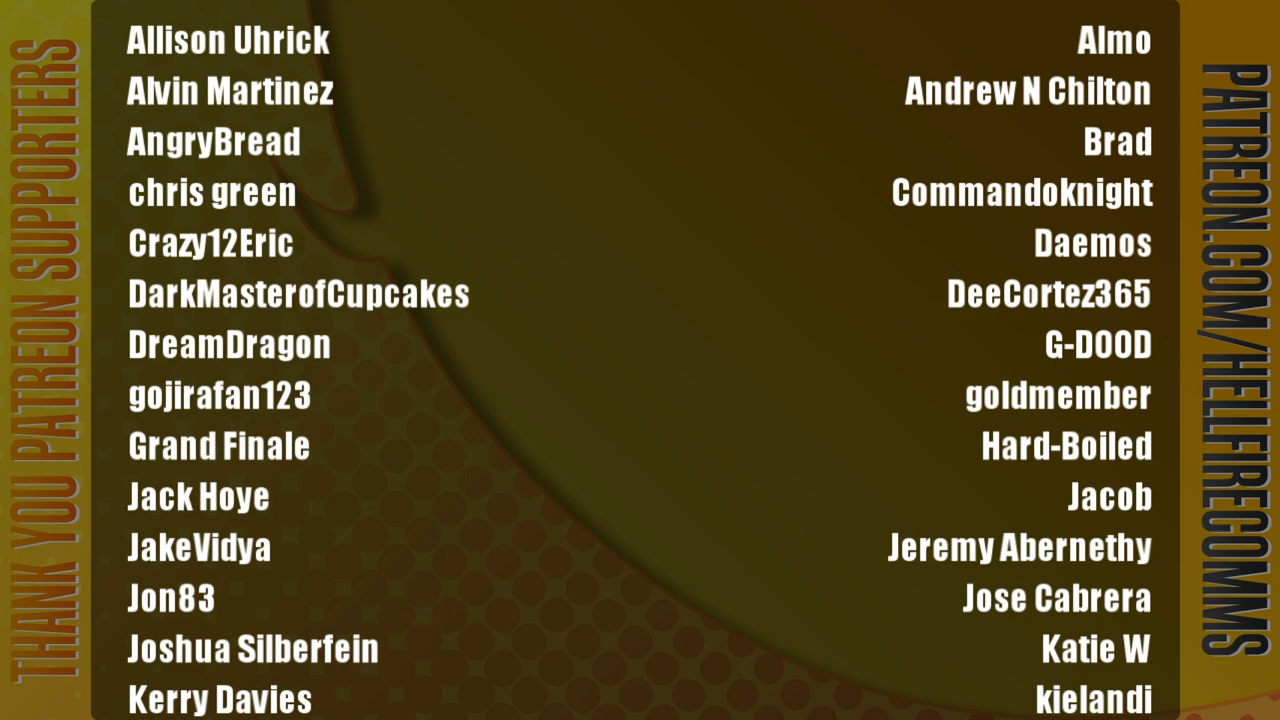 THANK YOU PATREON SUPPORTERS
Allison Uhrick
Alvin Martinez
AngryBread
chris green
Crazy12Eric
DarkMasterofCupcakes
DreamDragon
gojirafan123
Grand Finale
Jack Hoye
JakeVidya
Jon83
Joshua Silberfein
Kerry Davies
Almo
Andrew N Chilton
Brad
Commandoknight
Daemos
DeeCortez365
G-DOOD
goldmember
Hard-Boiled
Jacob
Jeremy Abernethy
Jose Cabrera
Katie W
kielandi
PATREON.COM/HELLFIRECOMMS